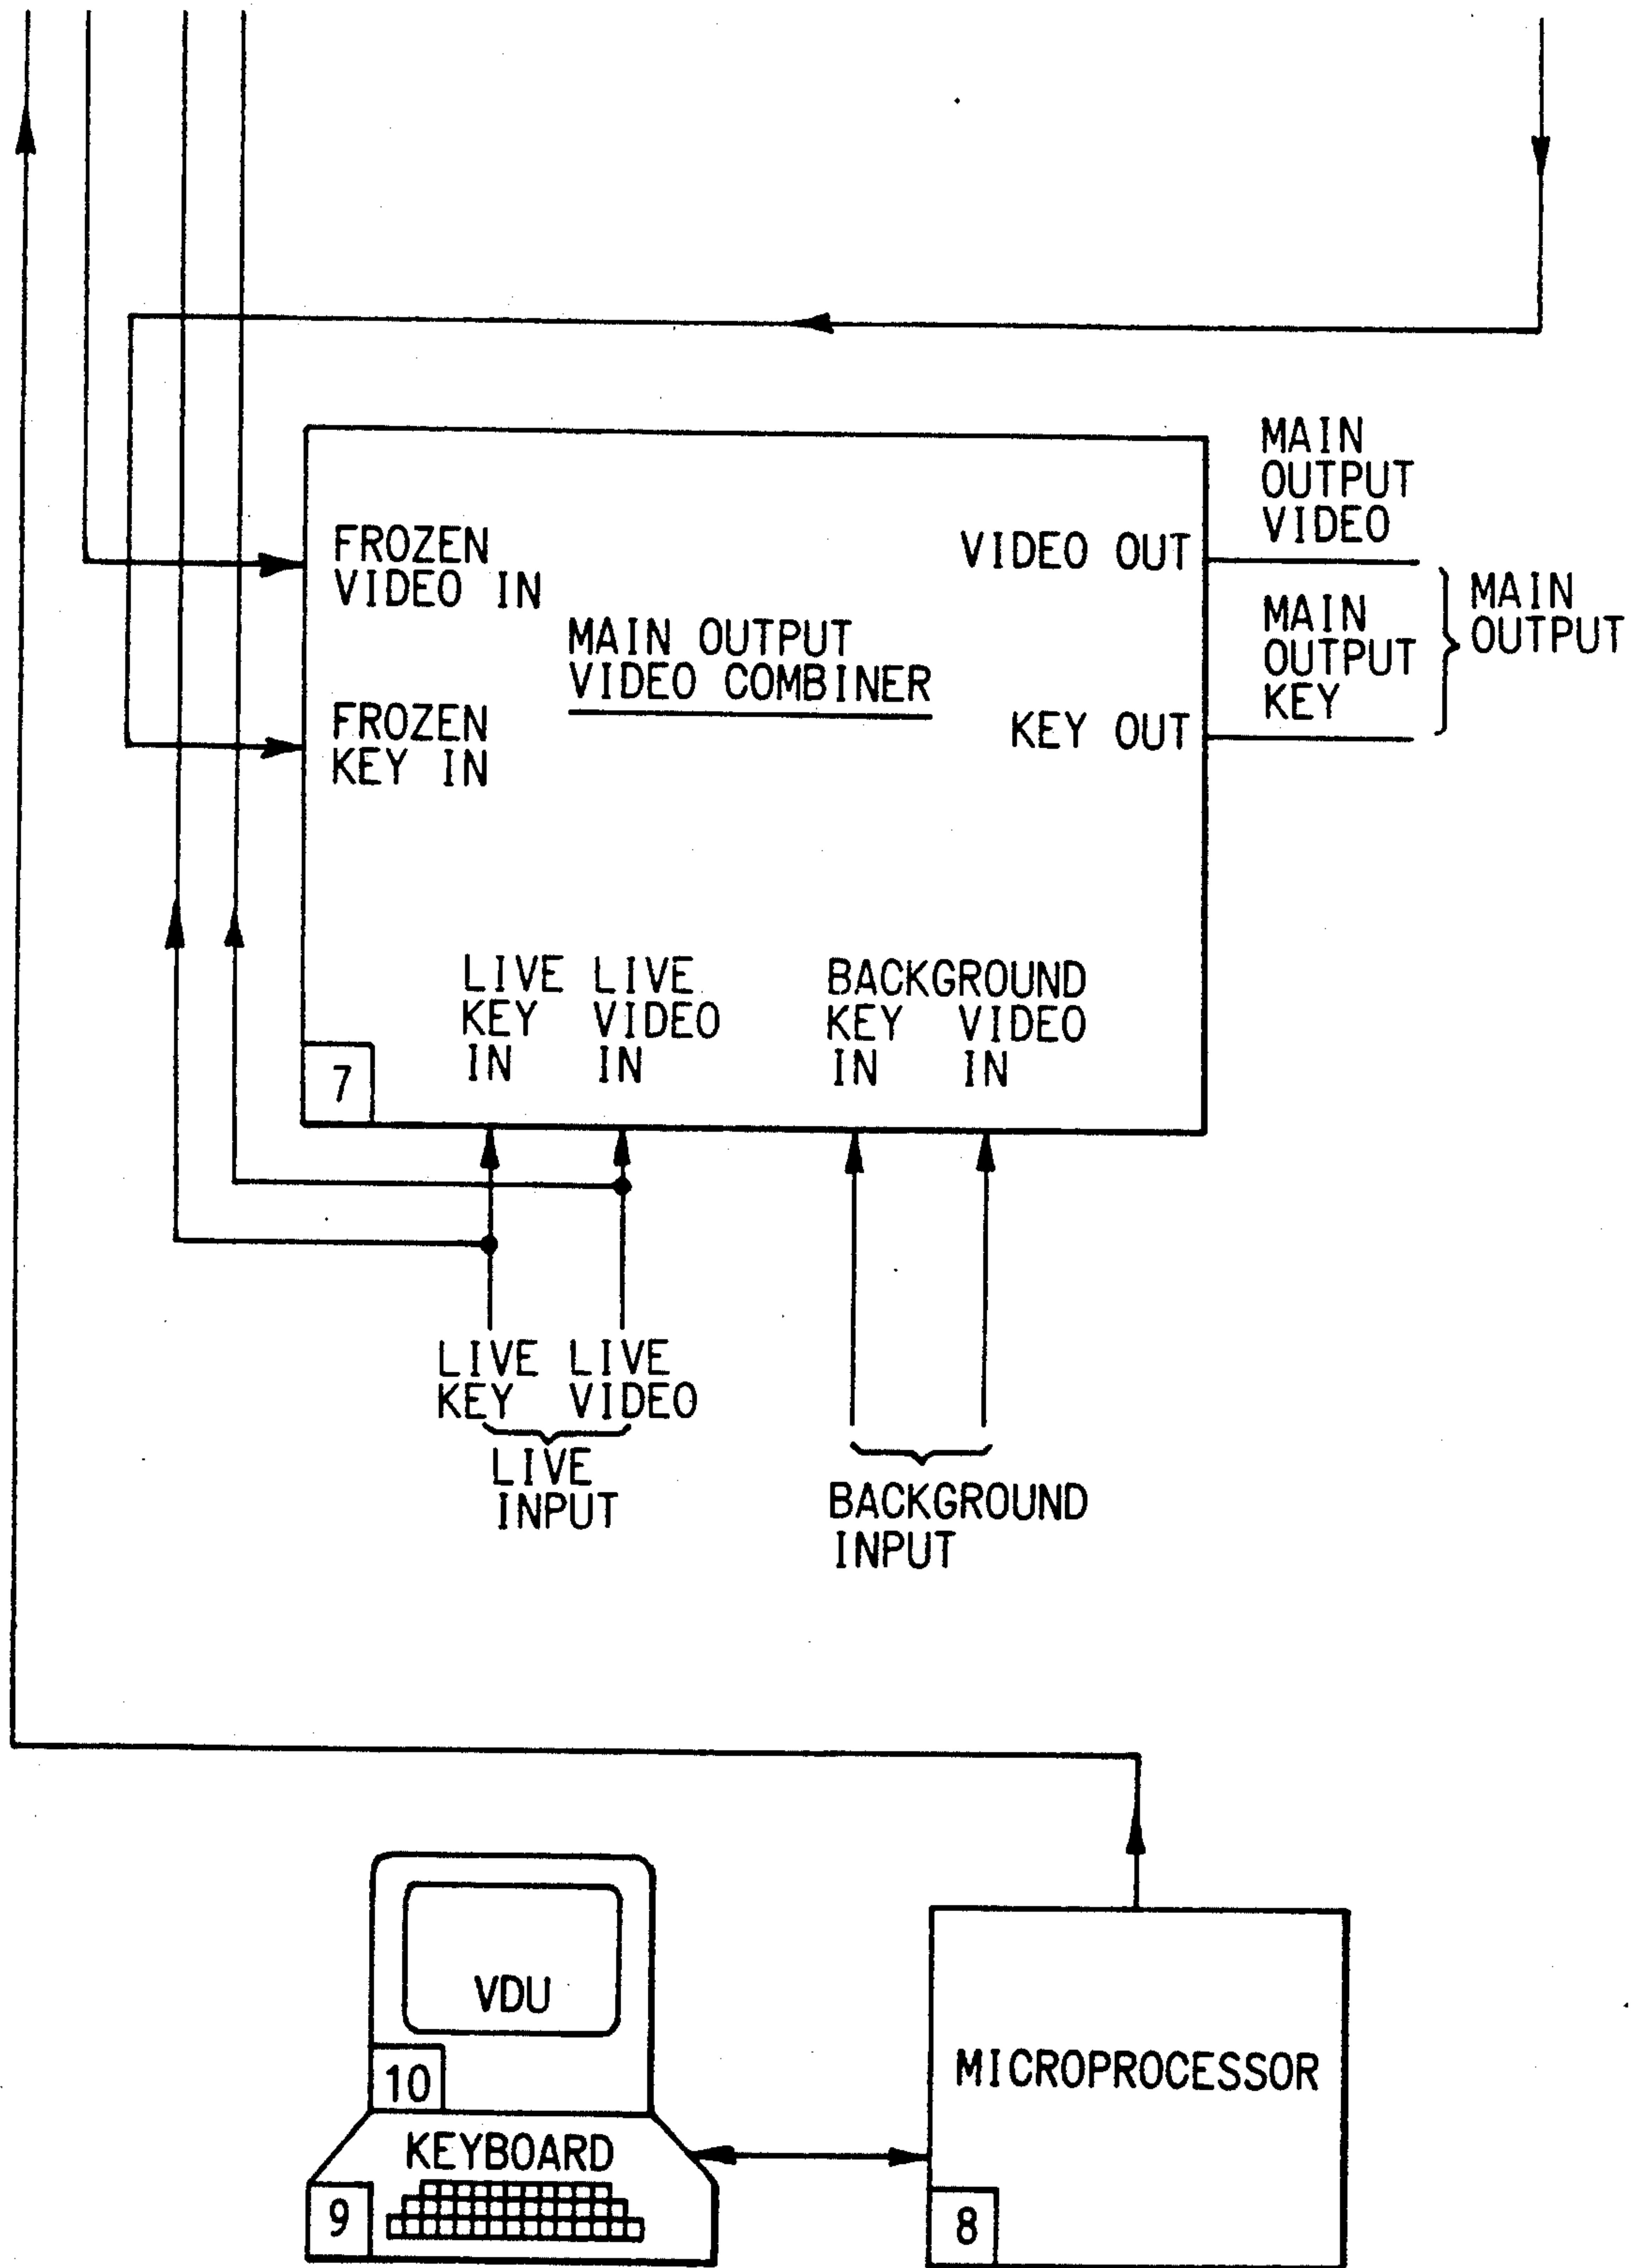 MAIN
OUTPUT
VIDEO
FROZEN
VIDEO IN
VIDEO OUT
MAIN OUTPUT
VIDEO COMBINER
MAIN
OUTPUT
KEY
MAIN
OUTPUT
FROZEN
KEY IN
KEY OUT
LIVE LIVE
KEY VIDEO
IN IN
BACKGROUND
KEY VIDEO
IN IN
7
LIVE LIVE
KEY VIDEO
LIVE
INPUT
BACKGROUND
INPUT
VDU
10
MICROPROCESSOR
KEYBOARD
9
8